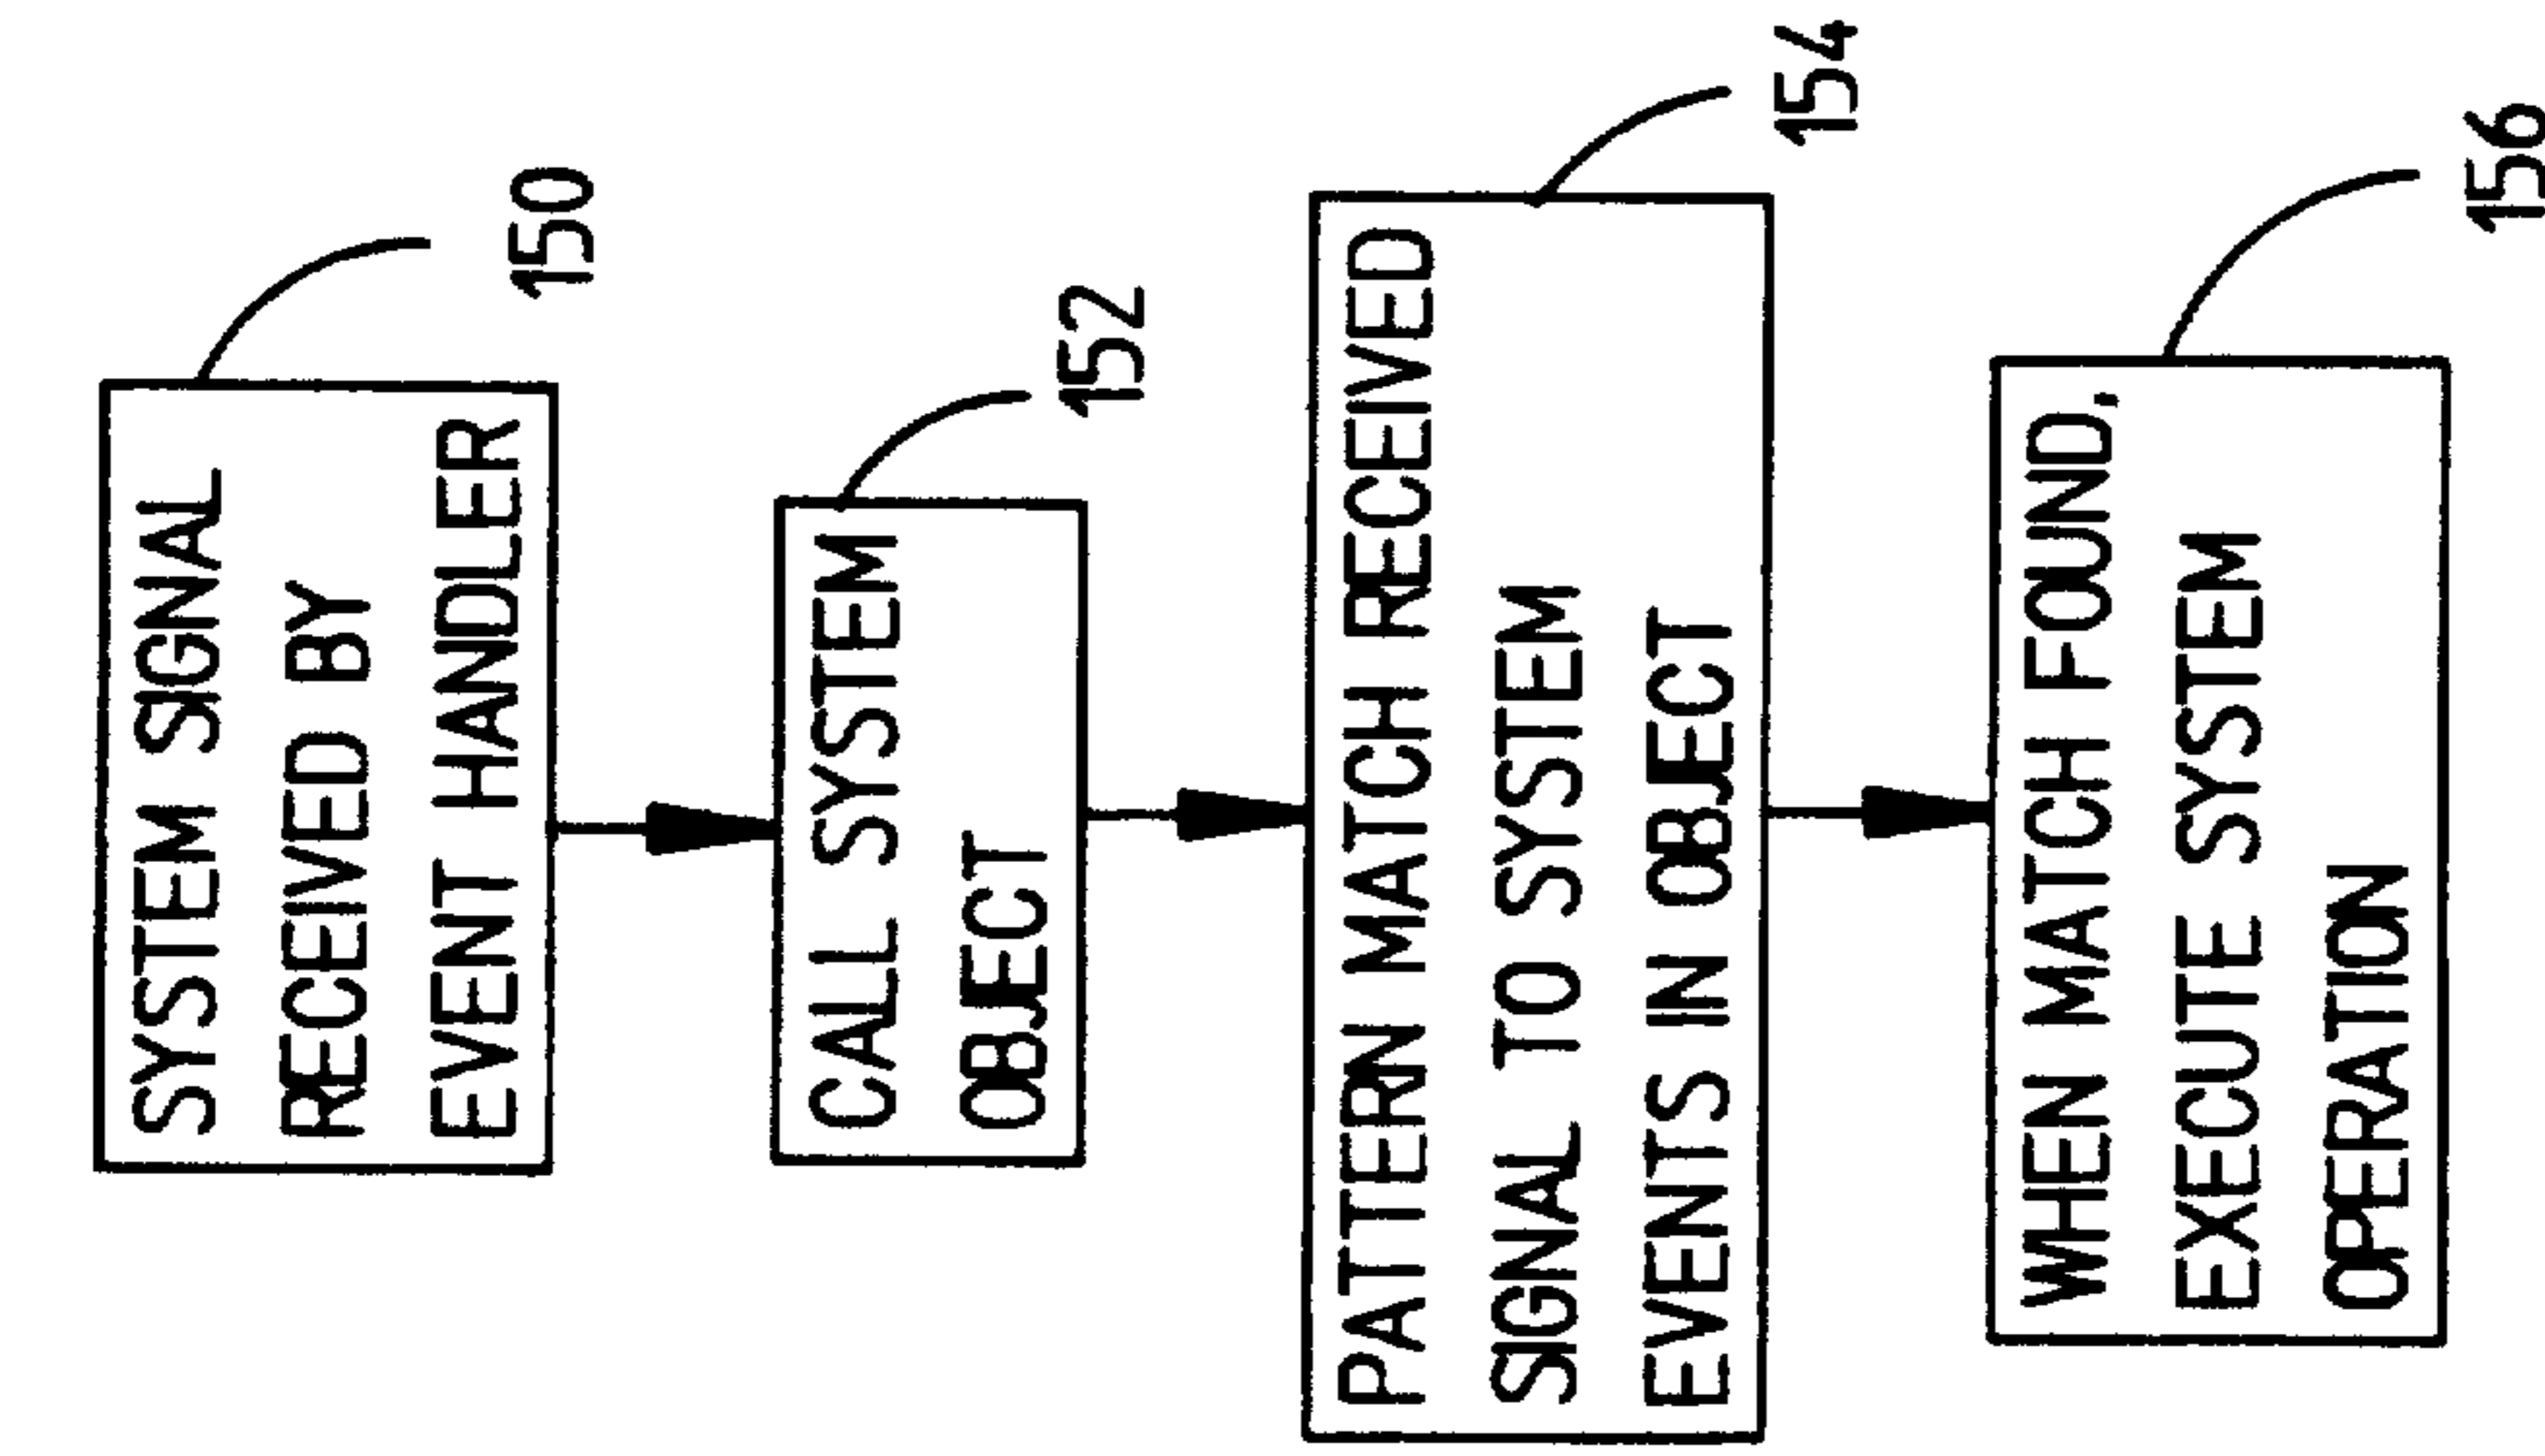 SYSTEM SIGNAL
RECEIVED BY
EVENT HANDLER
150
CALL SYSTEM
OBJECT
152
PATTERN MATCH RECEIVED
SIGNAL TO SYSTEM
EVENTS IN OBJECT
154
WHEN MATCH FOUND,
EXECUTE SYSTEM
OPERATION
156